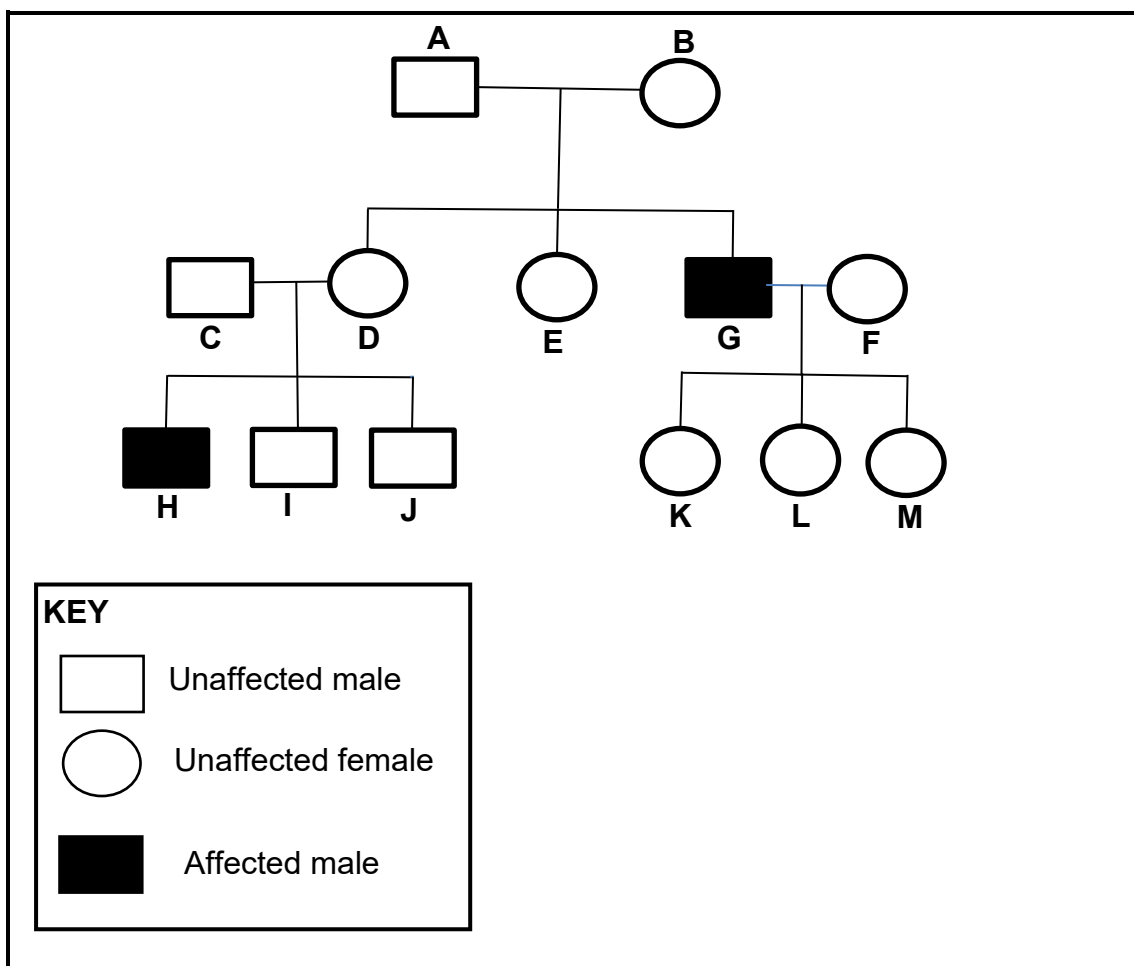 A B
C D E G F
H I J K L M
KEY
Unaffected male
Unaffected female
Affected male